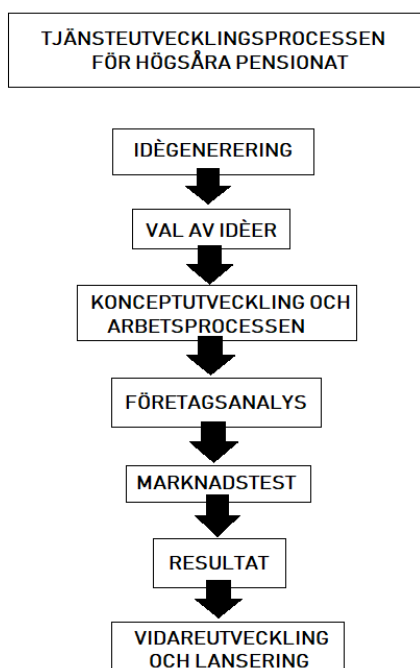 TJÄNSTEUTVECKLINGSPROCESSEN
FÖR HÖGSÅRA PENSIONAT
IDÈGENERERING
VAL AV IDÈER
KONCEPTUTVECKLING OCH
ARBETSPROCESSEN
FÖRETAGSANALYS
MARKNADSTEST
RESULTAT
VIDAREUTVECKLING
OCH LANSERING